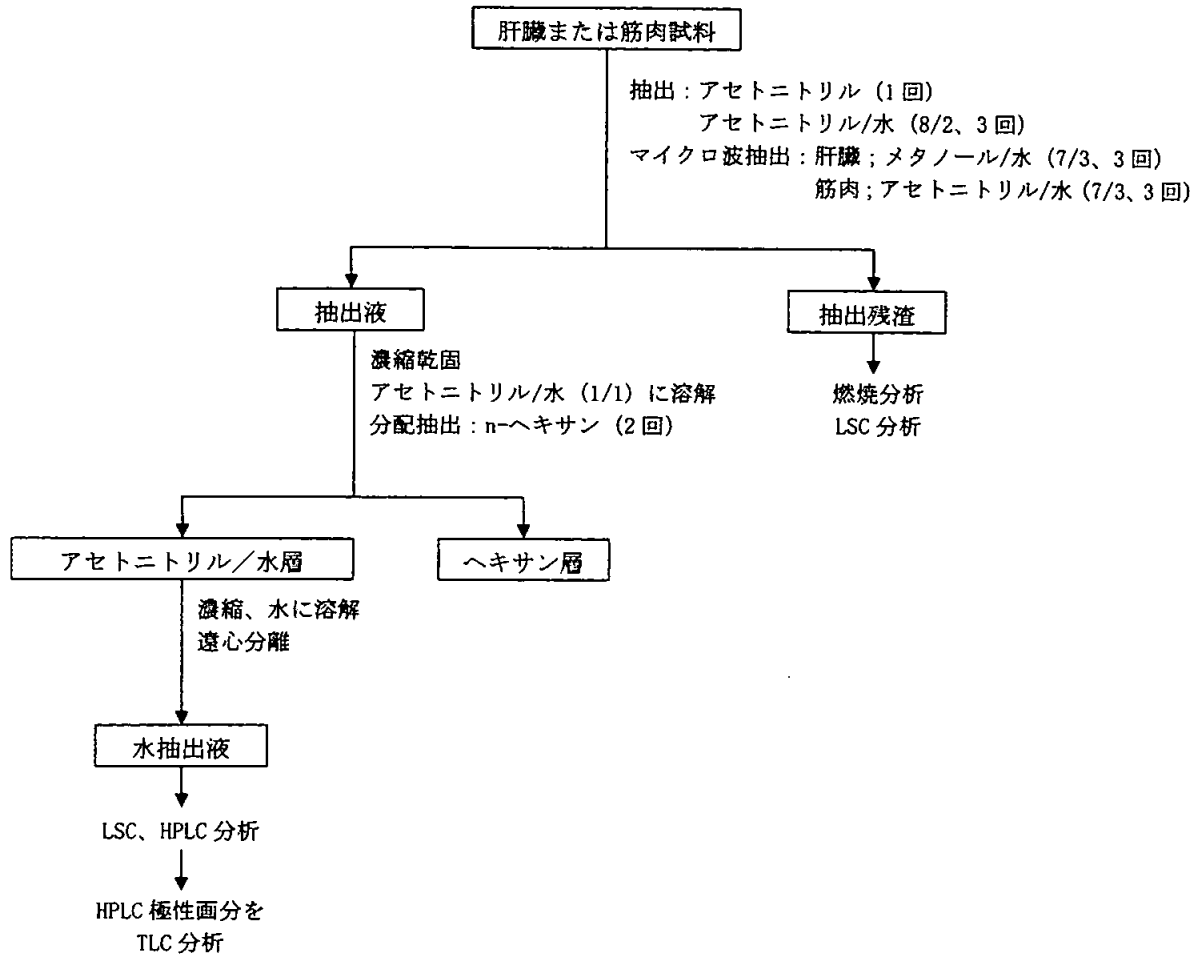 肝臓または筋肉試料
抽出：アセトニトリル（1回）
アセトニトリル/水（8/2、3回）
マイクロ波抽出：肝臓；メタノール/水（7/3、3回）
筋肉；アセトニトリル/水（7/3、3回）
抽出液
抽出残渣
濃縮乾固
アセトニトリル/水（1/1）に溶解
分配抽出：n-ヘキサン（2回）
燃焼分析
LSC分析
アセトニトリル／水層
ヘキサン層
濃縮、水に溶解
遠心分離
水抽出液
LSC、HPLC分析
HPLC極性画分を
TLC分析